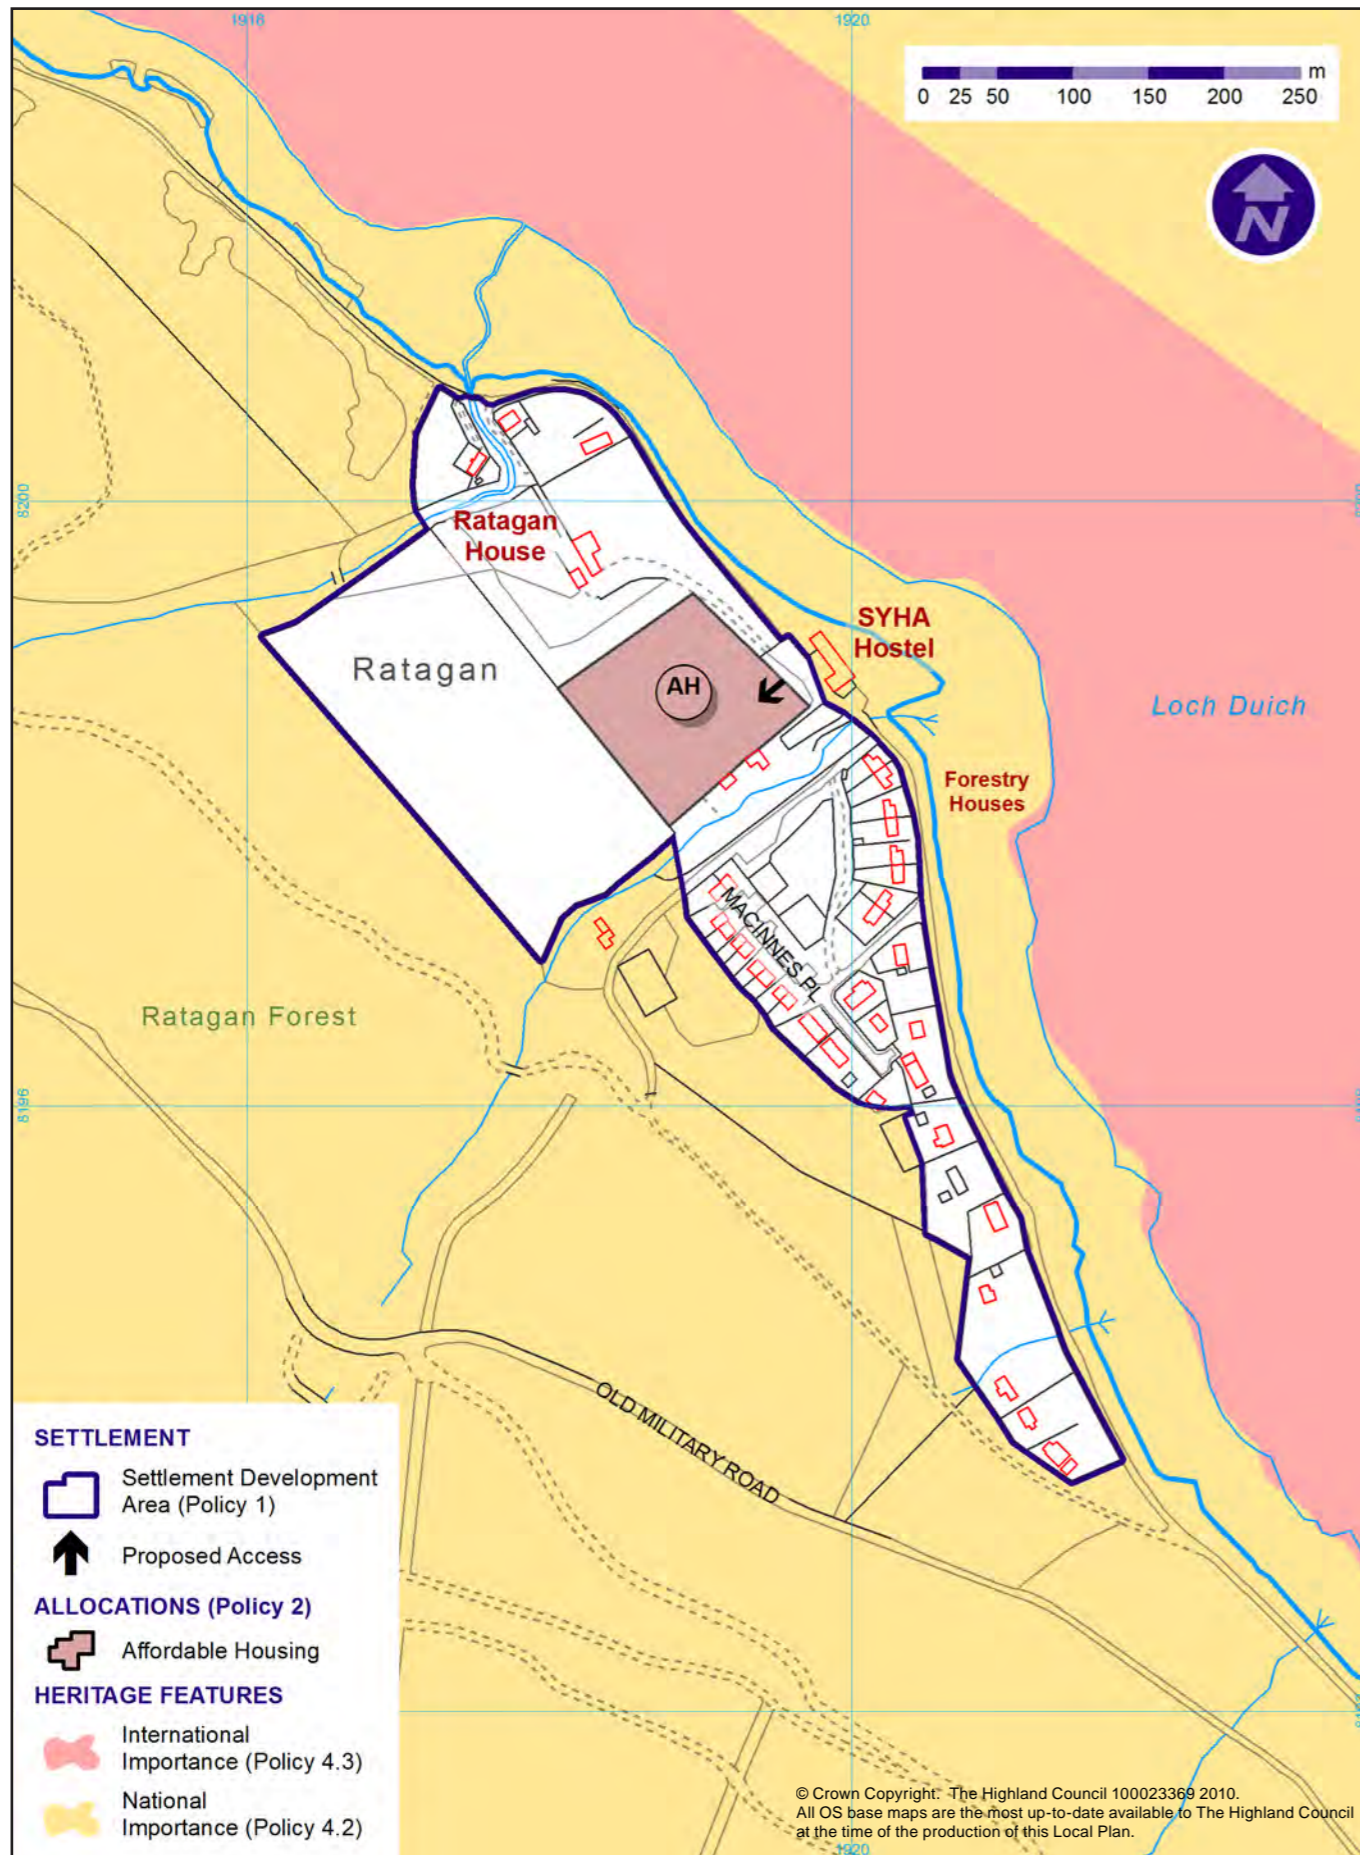 1918
1920
m
0 25 50 100 150 200 250
N
8200
Ratagan
House
SYHA
Hostel
Ratagan
AH
Loch Duich
Forestry
Houses
MACINNES PL
Ratagan Forest
8196
OLD MILITARY ROAD
SETTLEMENT
Settlement Development
Area (Policy 1)
Proposed Access
ALLOCATIONS (Policy 2)
Affordable Housing
HERITAGE FEATURES
International
Importance (Policy 4.3)
National
Importance (Policy 4.2)
© Crown Copyright. The Highland Council 100023369 2010.
All OS base maps are the most up-to-date available to The Highland Council
at the time of the production of this Local Plan.
1920